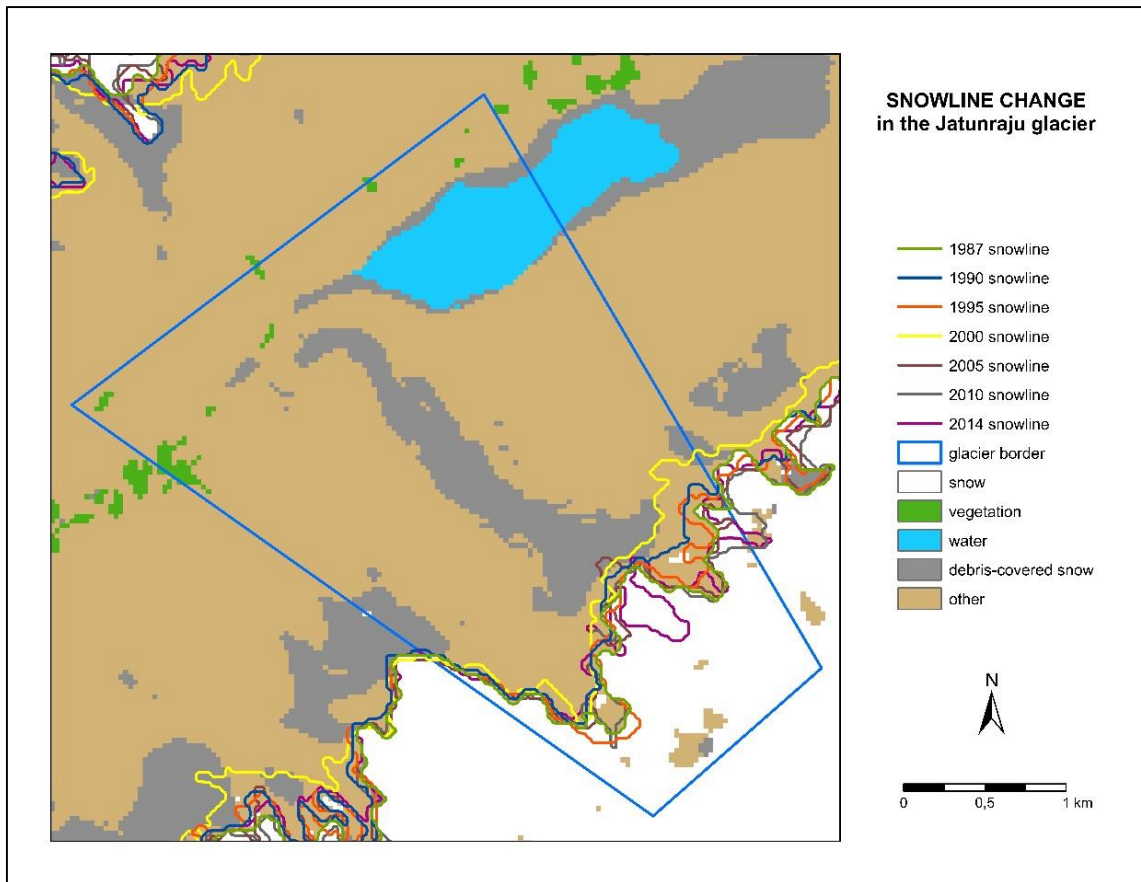 SNOWLINE CHANGE
in the Jatunraju glacier
1987 snowline
1990 snowline
1995 snowline
2000 snowline
2005 snowline
2010 snowline
2014 snowline
glacier border
snow
vegetation
water
debris-covered snow
other
N
0 0,5 1 km